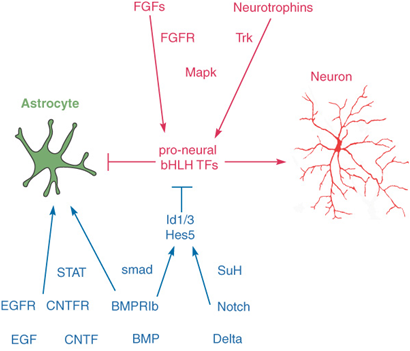 FGFs Neurotrophins
FGFR Trk
Mapk
Neuron
Astrocyte
pro-neural
bHLH TFs
Id1/3
Hes5
STAT smad SuH
EGFR CNTFR BMPRIb Notch
EGF CNTF BMP Delta